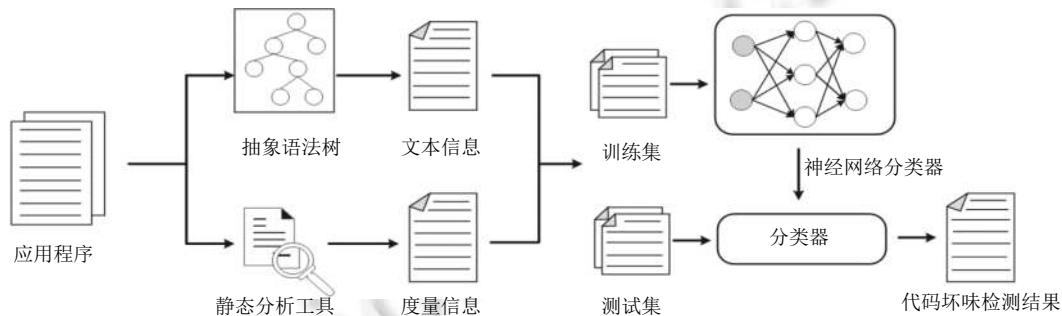 抽象语法树
文本信息
训练集
神经网络分类器
应用程序
分类器
静态分析工具
度量信息
测试集
代码坏味检测结果